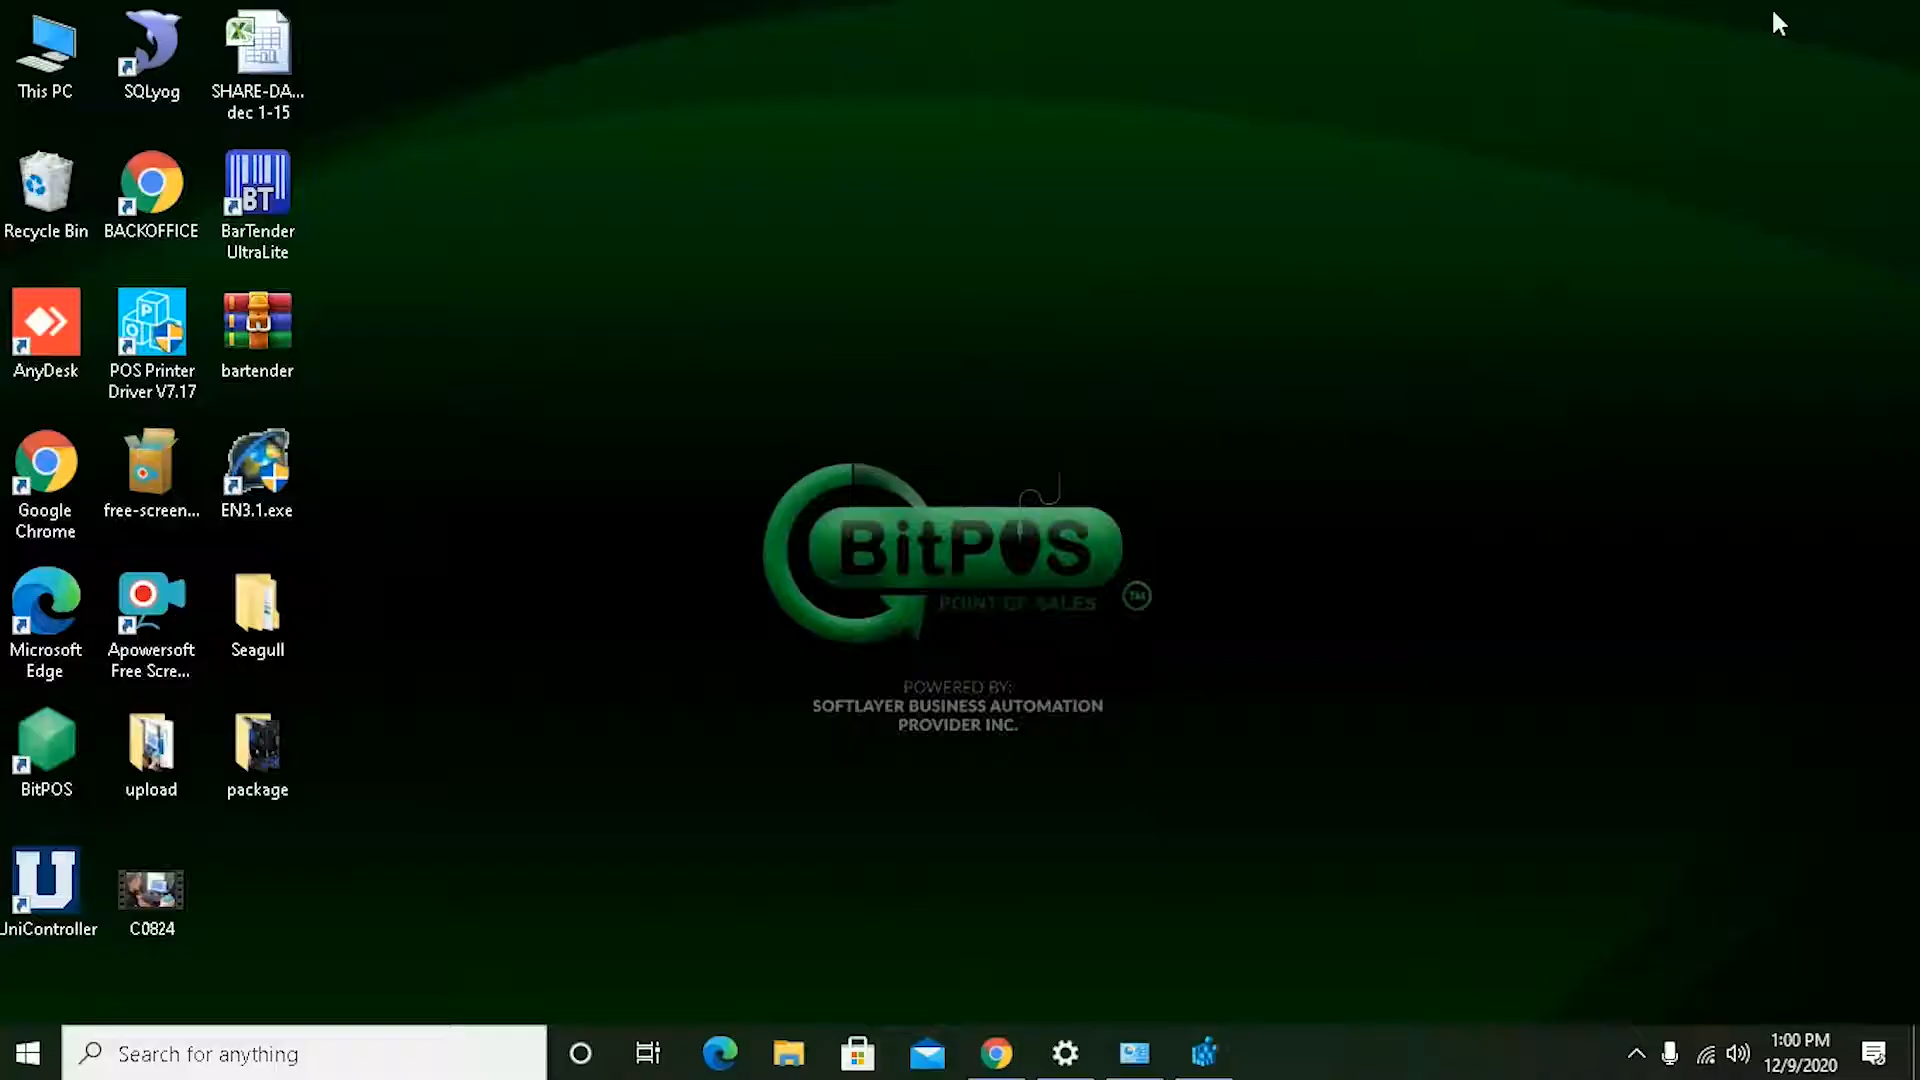 This PC
SQLyog
SHARE-DA...
dec 1-15
Recycle Bin
BACKOFFICE
BT
BarTender
UltraLite
AnyDesk
POS Printer
Driver V7.17
bartender
Google
Chrome
free-screen...
EN3.1.exe
Microsoft
Edge
Apowersoft
Free Scre...
Seagull
BitPOS
upload
package
U
UniController
C0824
BitPOS
POINT OF SALES
TM
POWERED BY:
SOFTLAYER BUSINESS AUTOMATION
PROVIDER INC.
Search for anything
1:00 PM
12/9/2020